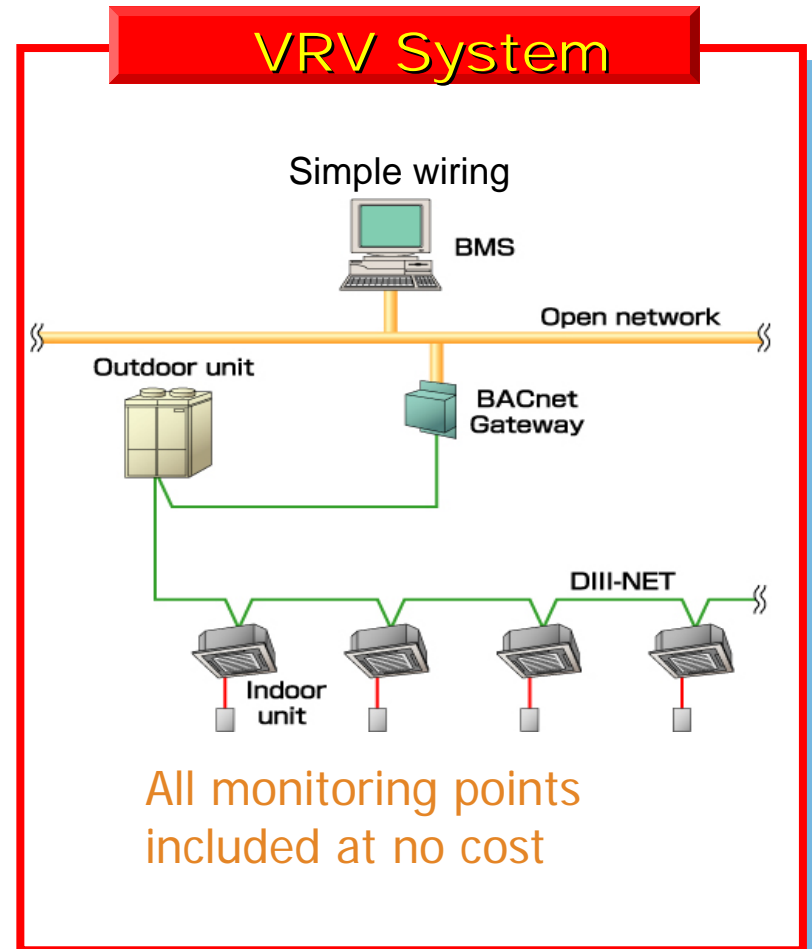 VRV System
Simple wiring
BMS
Open network
Outdoor unit
BACnet
Gateway
DIII-NET
Indoor
unit
All monitoring points
included at no cost